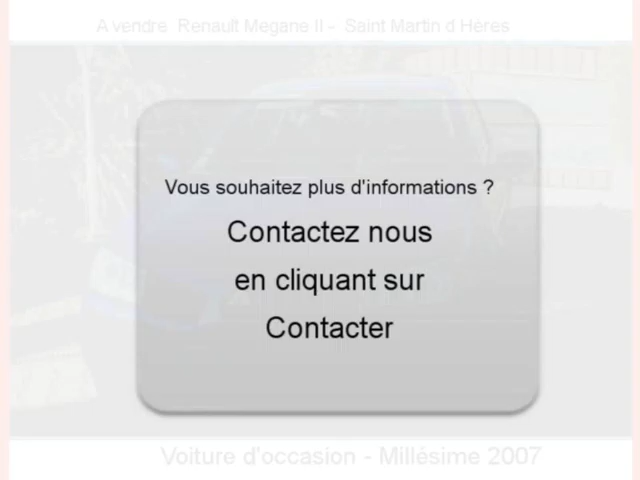 A vendre Renault Megane II - Saint Martin d Hères
Vous souhaitez plus d'informations ?
Contactez nous
en cliquant sur
Contacter
Voiture d'occasion - Millésime 2007